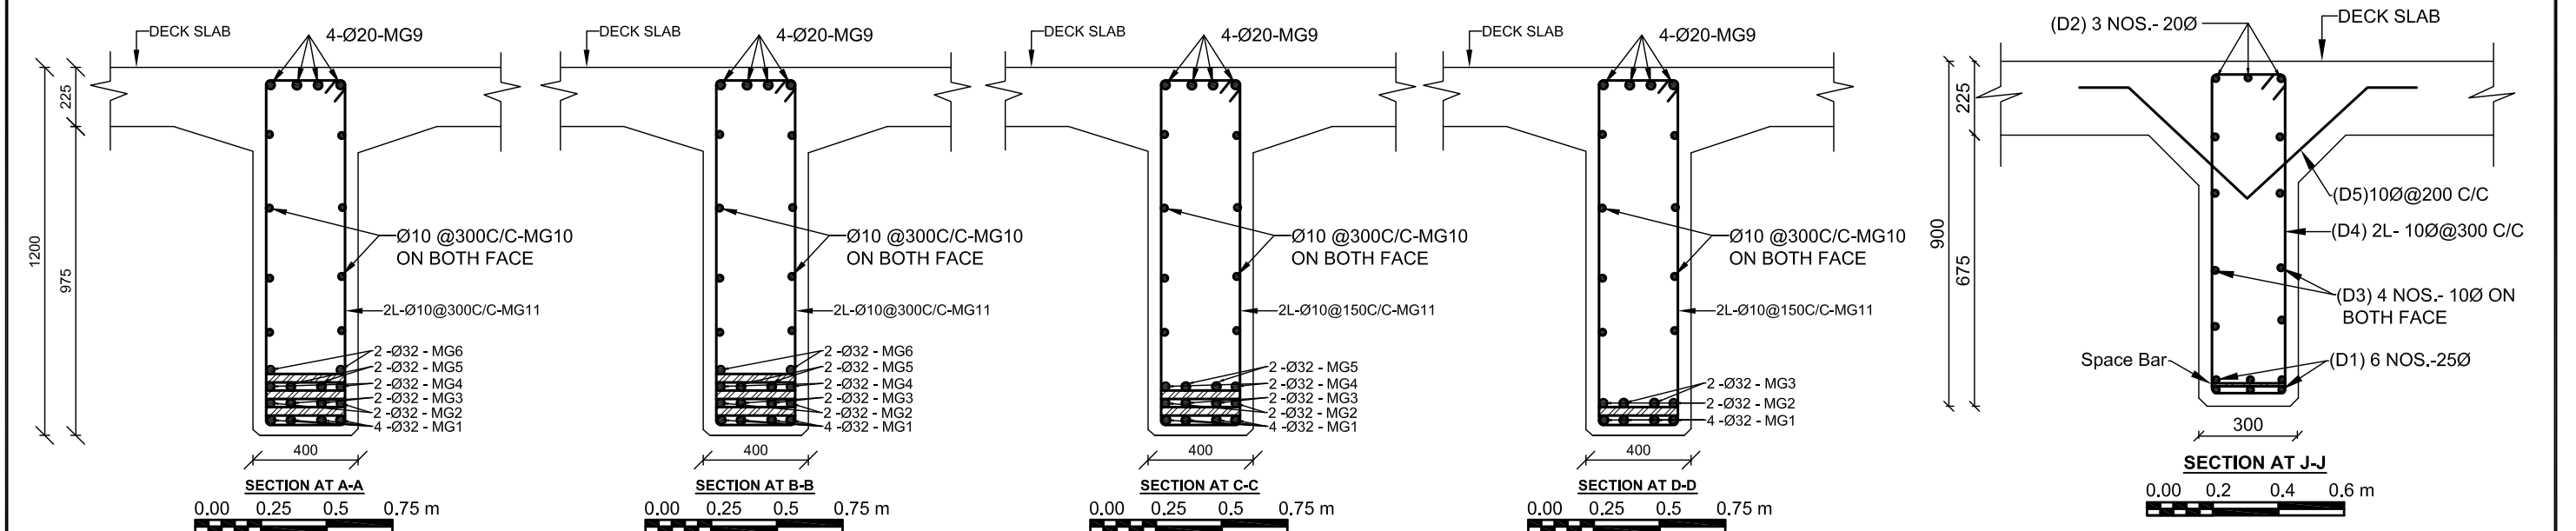 DECK SLAB
4-Ø20-MG9
225
1200
975
Ø10 @300C/C-MG10
ON BOTH FACE
2L-Ø10@300C/C-MG11
2 -Ø32 - MG6
2 -Ø32 - MG5
2 -Ø32 - MG4
2 -Ø32 - MG3
2 -Ø32 - MG2
4 -Ø32 - MG1
400
SECTION AT A-A
0.00 0.25 0.5 0.75 m
DECK SLAB
4-Ø20-MG9
Ø10 @300C/C-MG10
ON BOTH FACE
2L-Ø10@300C/C-MG11
2 -Ø32 - MG6
2 -Ø32 - MG5
2 -Ø32 - MG4
2 -Ø32 - MG3
2 -Ø32 - MG2
4 -Ø32 - MG1
400
SECTION AT B-B
0.00 0.25 0.5 0.75 m
DECK SLAB
4-Ø20-MG9
Ø10 @300C/C-MG10
ON BOTH FACE
2L-Ø10@150C/C-MG11
2 -Ø32 - MG5
2 -Ø32 - MG4
2 -Ø32 - MG3
2 -Ø32 - MG2
4 -Ø32 - MG1
400
SECTION AT C-C
0.00 0.25 0.5 0.75 m
DECK SLAB
4-Ø20-MG9
Ø10 @300C/C-MG10
ON BOTH FACE
2L-Ø10@150C/C-MG11
2 -Ø32 - MG3
2 -Ø32 - MG2
4 -Ø32 - MG1
400
SECTION AT D-D
0.00 0.25 0.5 0.75 m
(D2) 3 NOS.- 20Ø
DECK SLAB
225
900
675
(D5)10Ø@200 C/C
(D4) 2L- 10Ø@300 C/C
(D3) 4 NOS.- 10Ø ON
BOTH FACE
Space Bar
(D1) 6 NOS.-25Ø
300
SECTION AT J-J
0.00 0.2 0.4 0.6 m